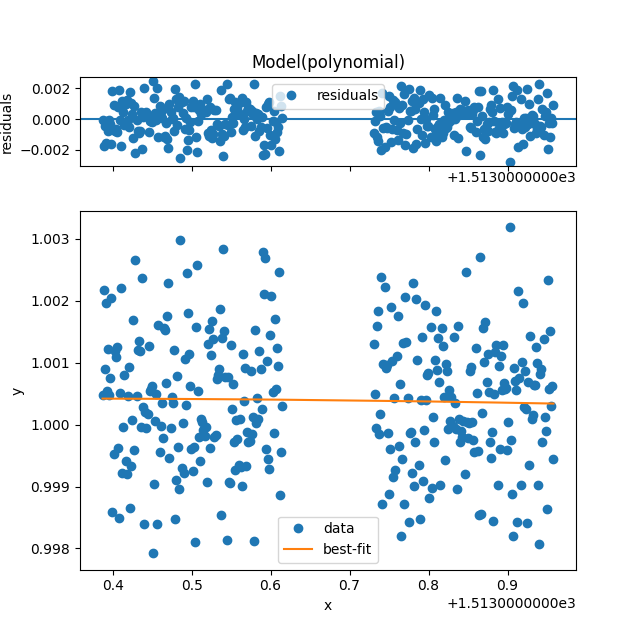 Model(polynomial)
residuals
0.002
0.000
−0.002
residuals
+1.5130000000e3
y
1.003
1.002
1.001
1.000
0.999
0.998
data
best-fit
0.4 0.5 0.6 0.7 0.8 0.9
x
+1.5130000000e3